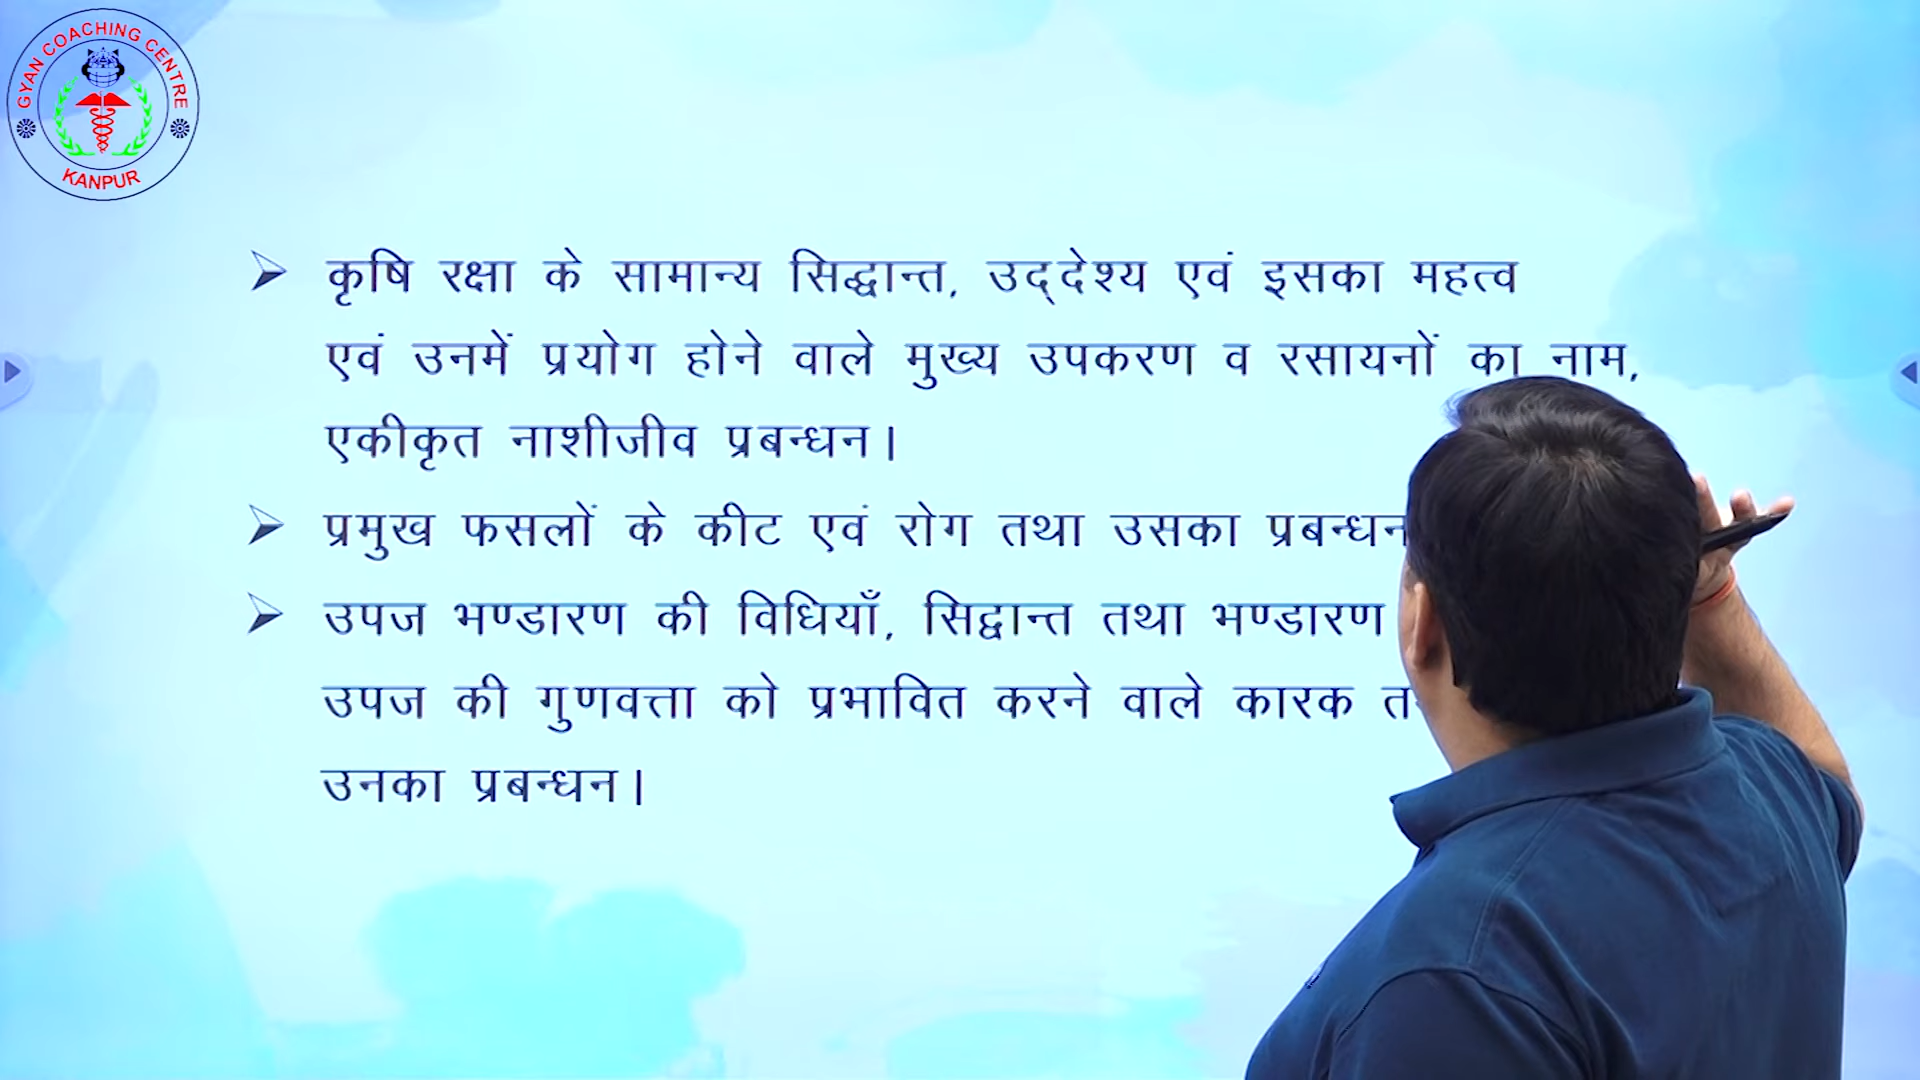 GYAN COACHING CENTRE
KANPUR
कृषि रक्षा के सामान्य सिद्धान्त, उद्देश्य एवं इसका महत्व
एवं उनमें प्रयोग होने वाले मुख्य उपकरण व रसायनों का नाम,
एकीकृत नाशीजीव प्रबन्धन।
प्रमुख फसलों के कीट एवं रोग तथा उसका प्रबन्धन
उपज भण्डारण की विधियाँ, सिद्वान्त तथा भण्डारण
उपज की गुणवत्ता को प्रभावित करने वाले कारक
उनका प्रबन्धन।